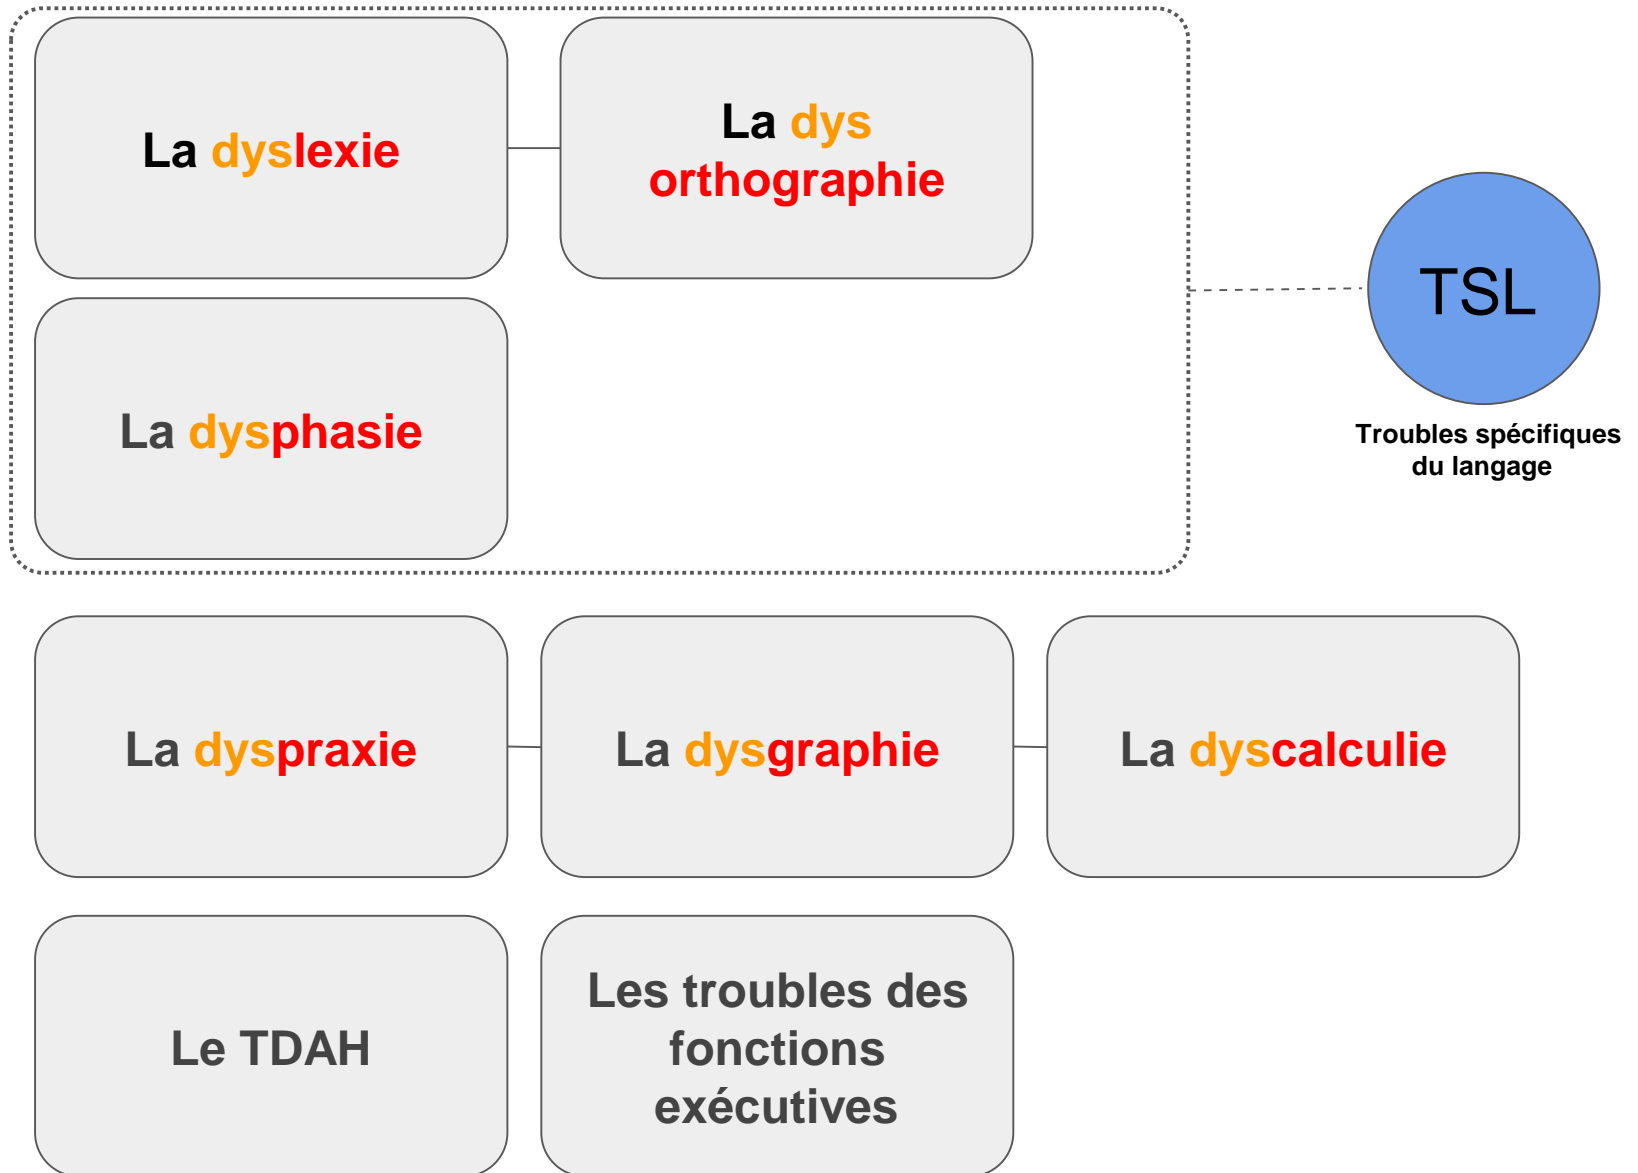 La dyslexie
La dys
orthographie
TSL
Troubles spécifiques
du langage
La dysphasie
La dyspraxie
La dysgraphie
La dyscalculie
Le TDAH
Les troubles des
fonctions
exécutives